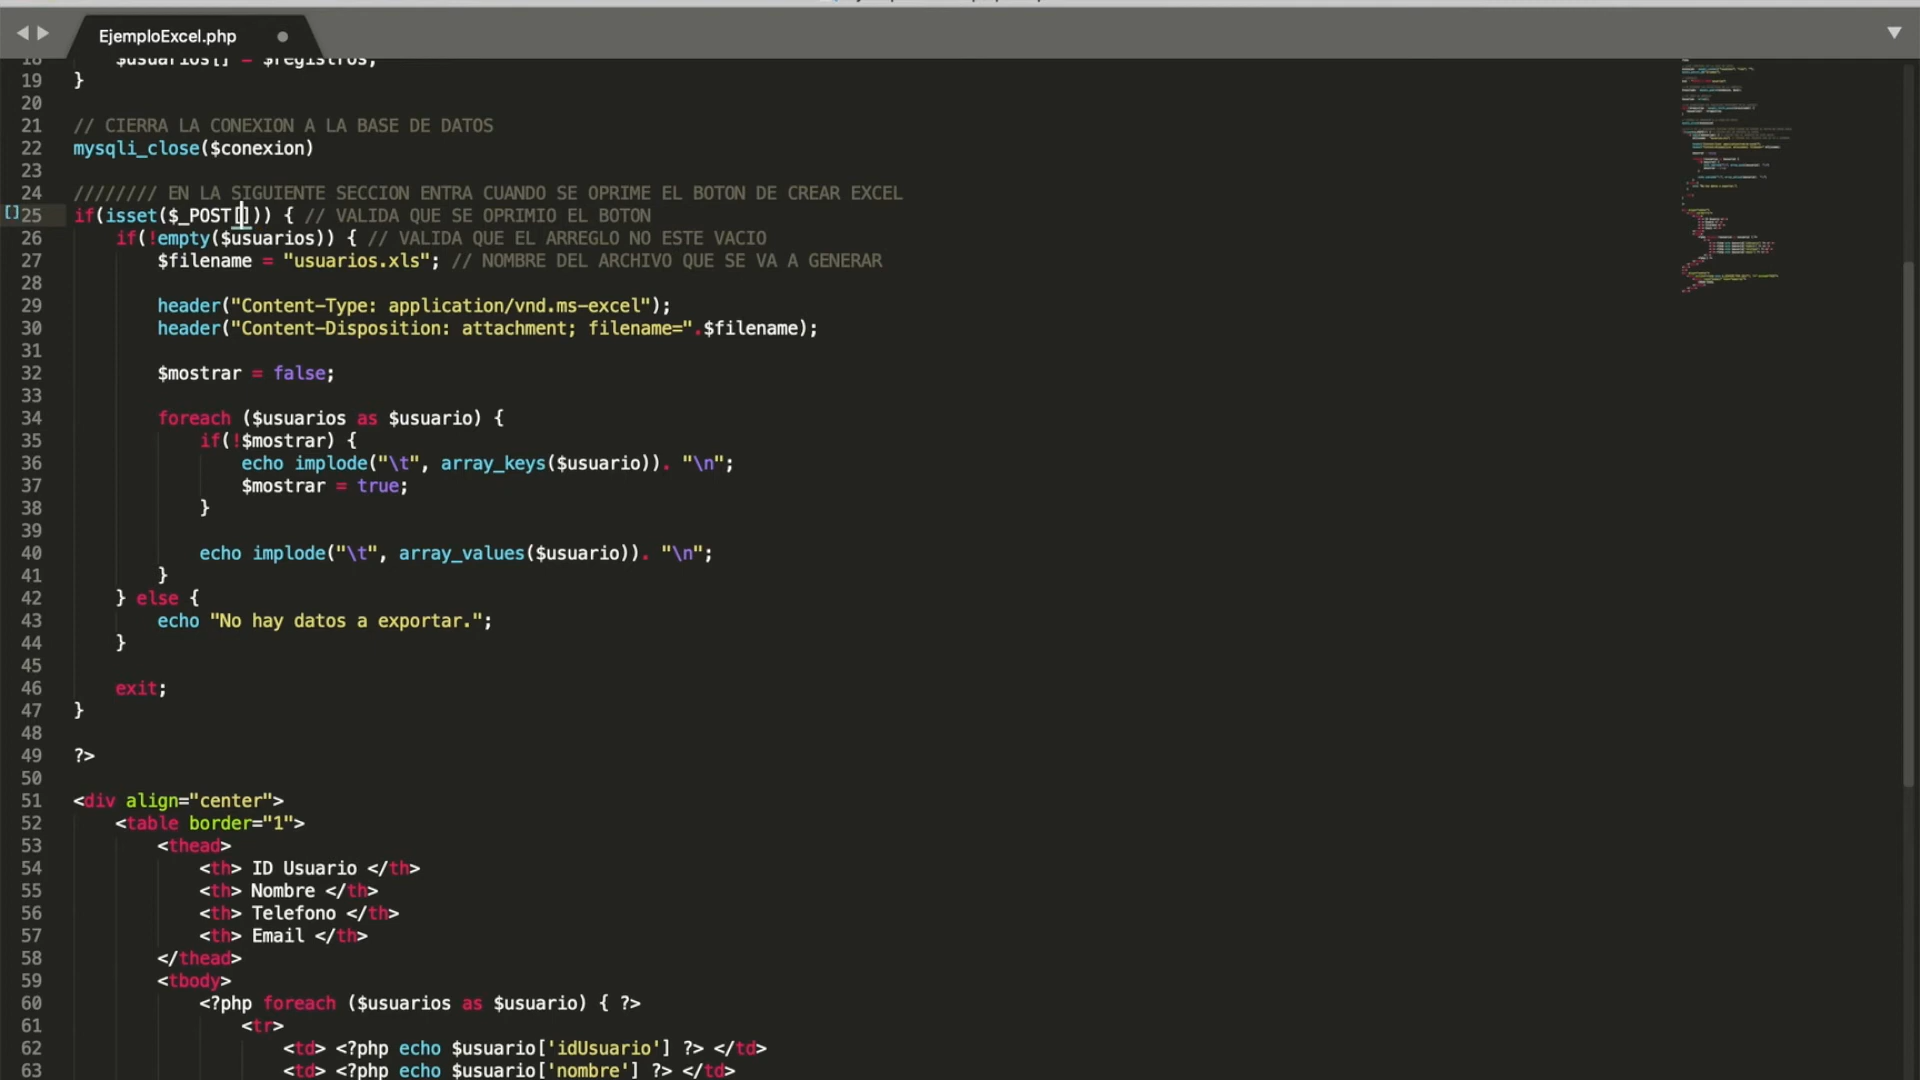 EjemploExcel.php
18 $usuarios[] = $registros;
19 }
20
21 // CIERRA LA CONEXION A LA BASE DE DATOS
22 mysqli_close($conexion)
23
24 //////// EN LA SIGUIENTE SECCION ENTRA CUANDO SE OPRIME EL BOTON DE CREAR EXCEL
25 if(isset($_POST[])) { // VALIDA QUE SE OPRIMIO EL BOTON
26 if(!empty($usuarios)) { // VALIDA QUE EL ARREGLO NO ESTE VACIO
27 $filename = "usuarios.xls"; // NOMBRE DEL ARCHIVO QUE SE VA A GENERAR
28
29 header("Content-Type: application/vnd.ms-excel");
30 header("Content-Disposition: attachment; filename=".$filename);
31
32 $mostrar = false;
33
34 foreach ($usuarios as $usuario) {
35 if(!$mostrar) {
36 echo implode("\t", array_keys($usuario)). "\n";
37 $mostrar = true;
38 }
39
40 echo implode("\t", array_values($usuario)). "\n";
41 }
42 } else {
43 echo "No hay datos a exportar.";
44 }
45
46 exit;
47 }
48
49 ?>
50
51 <div align="center">
52 <table border="1">
53 <thead>
54 <th> ID Usuario </th>
55 <th> Nombre </th>
56 <th> Telefono </th>
57 <th> Email </th>
58 </thead>
59 <tbody>
60 <?php foreach ($usuarios as $usuario) { ?>
61 <tr>
62 <td> <?php echo $usuario['idUsuario'] ?> </td>
63 <td> <?php echo $usuario['nombre'] ?> </td>